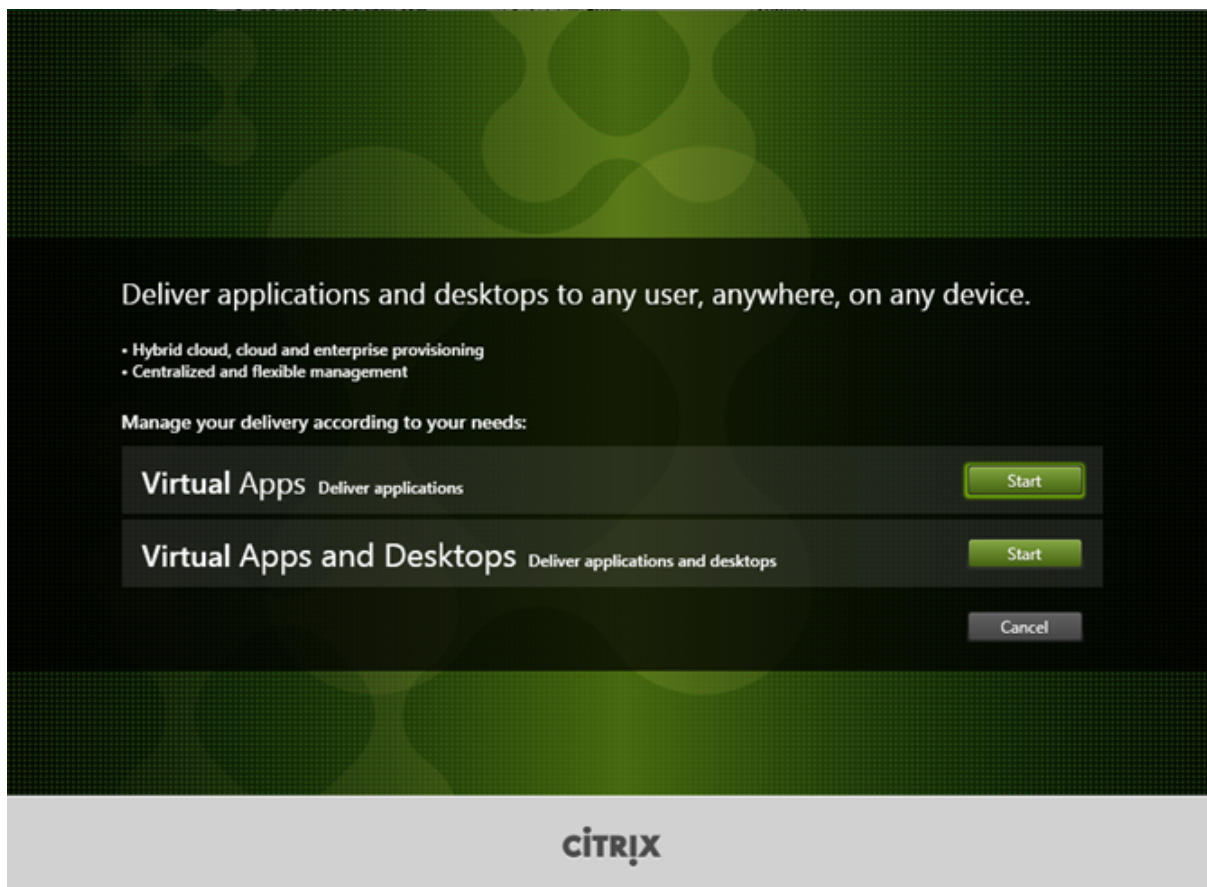 Deliver applications and desktops to any user, anywhere, on any device.
• Hybrid cloud, cloud and enterprise provisioning
• Centralized and flexible management
Manage your delivery according to your needs:
Virtual Apps Deliver applications
Start
Virtual Apps and Desktops Deliver applications and desktops
Start
Cancel
CİTRIX